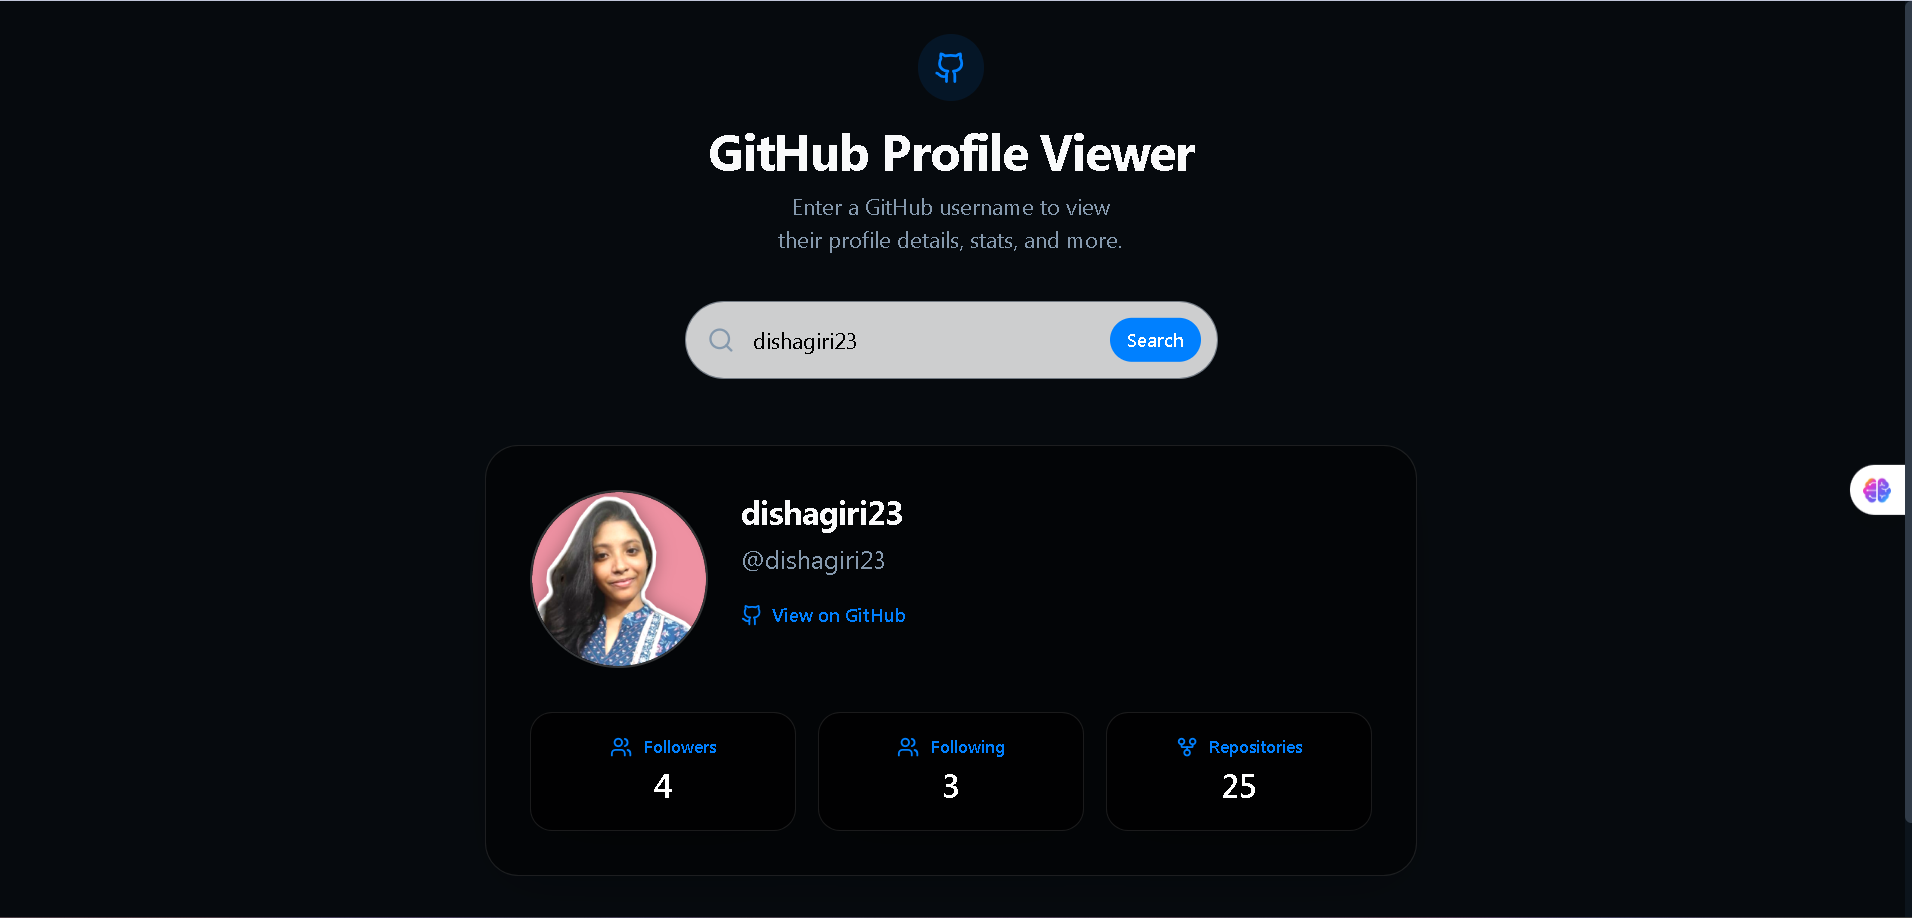 GitHub Profile Viewer
Enter a GitHub username to view
their profile details, stats, and more.
dishagiri23
Search
dishagiri23
@dishagiri23
View on GitHub
Followers
4
Following
3
Repositories
25